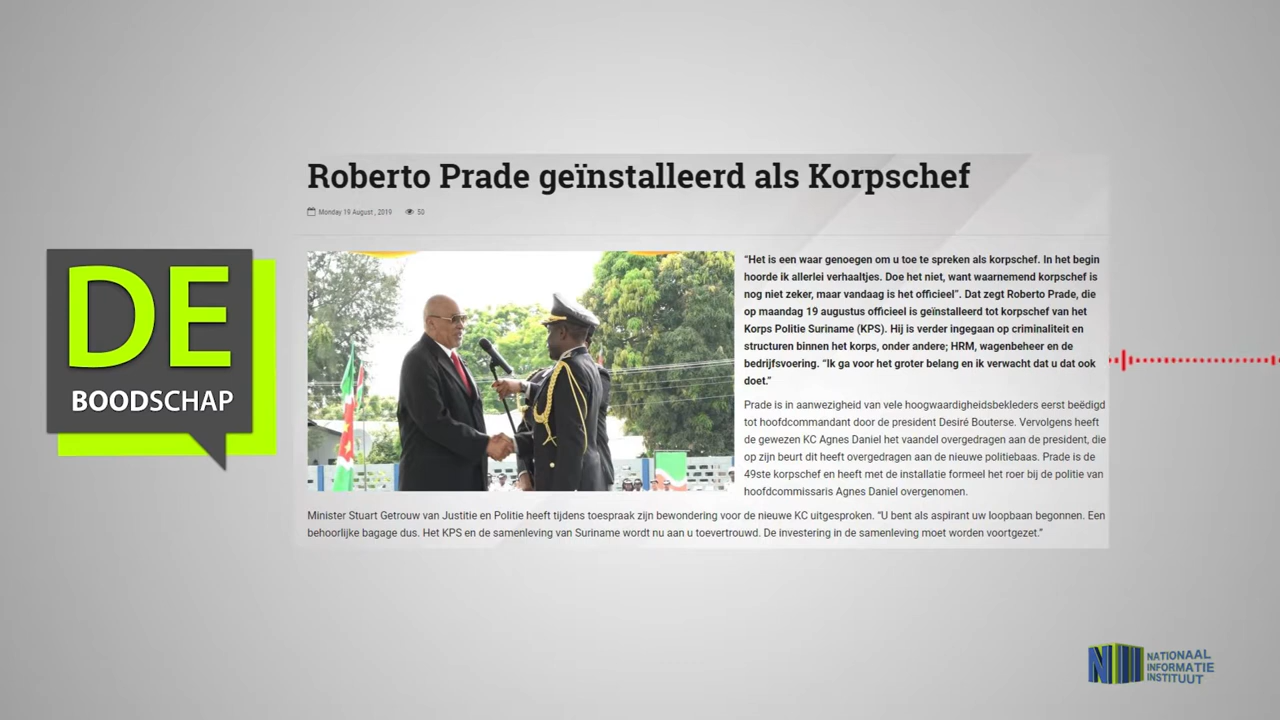 Roberto Prade geïnstalleerd als Korpschef
Monday 19 August , 2019 50
DE
BOODSCHAP
“Het is een waar genoegen om u toe te spreken als korpschef. In het begin
hoorde ik allerlei verhaaltjes. Doe het niet, want waarnemend korpschef is
nog niet zeker, maar vandaag is het officieel”. Dat zegt Roberto Prade, die
op maandag 19 augustus officieel is geïnstalleerd tot korpschef van het
Korps Politie Suriname (KPS). Hij is verder ingegaan op criminaliteit en
structuren binnen het korps, onder andere; HRM, wagenbeheer en de
bedrijfsvoering. “Ik ga voor het groter belang en ik verwacht dat u dat ook
doet.”
Prade is in aanwezigheid van vele hoogwaardigheidsbekleders eerst beëdigd
tot hoofdcommandant door de president Desiré Bouterse. Vervolgens heeft
de gewezen KC Agnes Daniel het vaandel overgedragen aan de president, die
op zijn beurt dit heeft overgedragen aan de nieuwe politiebaas. Prade is de
49ste korpschef en heeft met de installatie formeel het roer bij de politie van
hoofdcommissaris Agnes Daniel overgenomen.
Minister Stuart Getrouw van Justitie en Politie heeft tijdens toespraak zijn bewondering voor de nieuwe KC uitgesproken. “U bent als aspirant uw loopbaan begonnen. Een
behoorlijke bagage dus. Het KPS en de samenleving van Suriname wordt nu aan u toevertrouwd. De investering in de samenleving moet worden voortgezet.”
NII
NATIONAAL
INFORMATIE
INSTITUUT